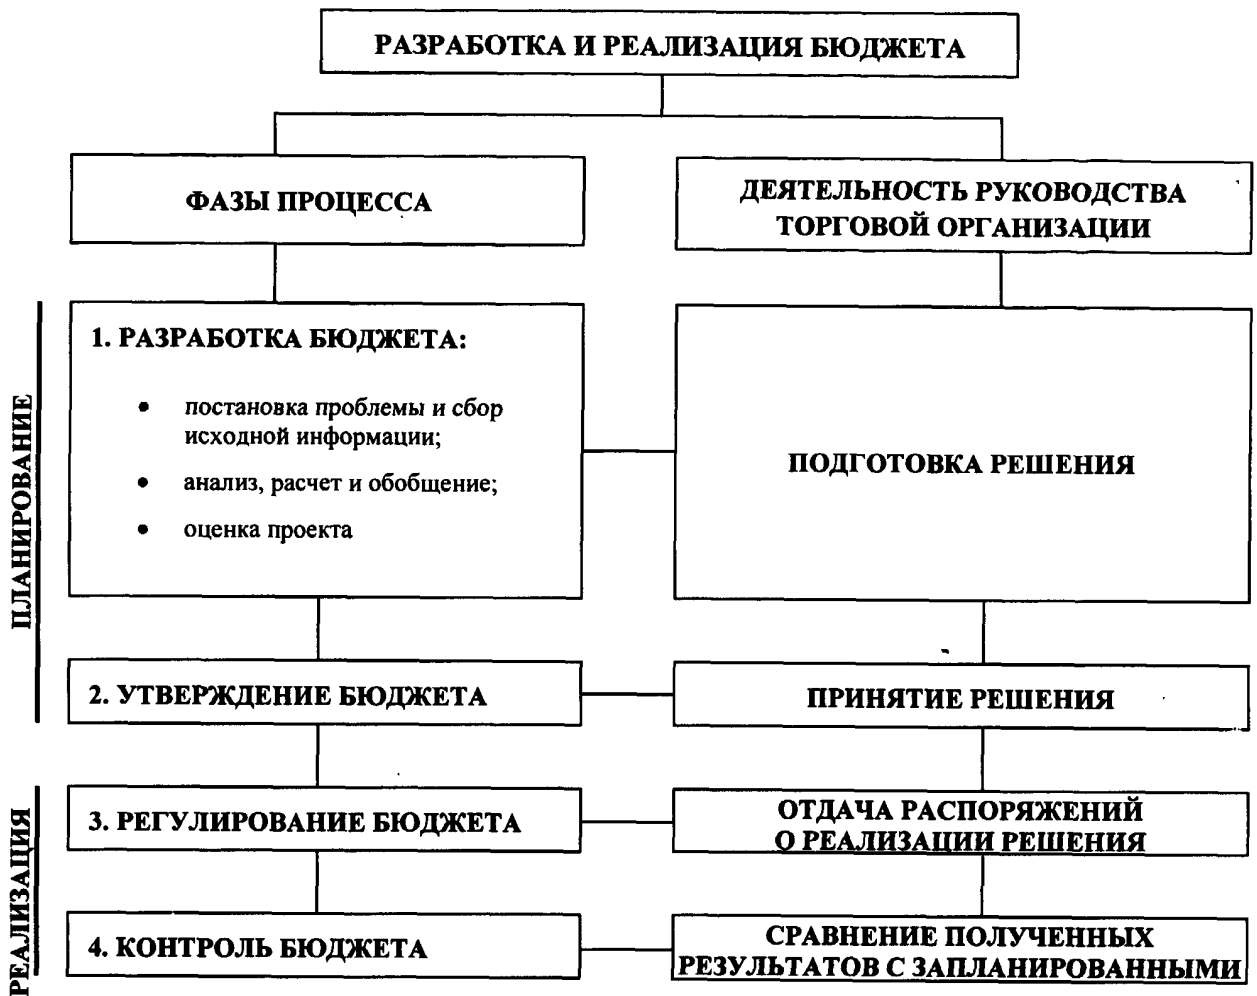 РАЗРАБОТКА И РЕАЛИЗАЦИЯ БЮДЖЕТА
ФАЗЫ ПРОЦЕССА
ДЕЯТЕЛЬНОСТЬ РУКОВОДСТВА
ТОРГОВОЙ ОРГАНИЗАЦИИ
ПЛАНИРОВАНИЕ
1. РАЗРАБОТКА БЮДЖЕТА:
• постановка проблемы и сбор
исходной информации;
• анализ, расчет и обобщение;
• оценка проекта
ПОДГОТОВКА РЕШЕНИЯ
2. УТВЕРЖДЕНИЕ БЮДЖЕТА
ПРИНЯТИЕ РЕШЕНИЯ
РЕАЛИЗАЦИЯ
3. РЕГУЛИРОВАНИЕ БЮДЖЕТА
ОТДАЧА РАСПОРЯЖЕНИЙ
О РЕАЛИЗАЦИИ РЕШЕНИЯ
4. КОНТРОЛЬ БЮДЖЕТА
СРАВНЕНИЕ ПОЛУЧЕННЫХ
РЕЗУЛЬТАТОВ С ЗАПЛАНИРОВАННЫМИ